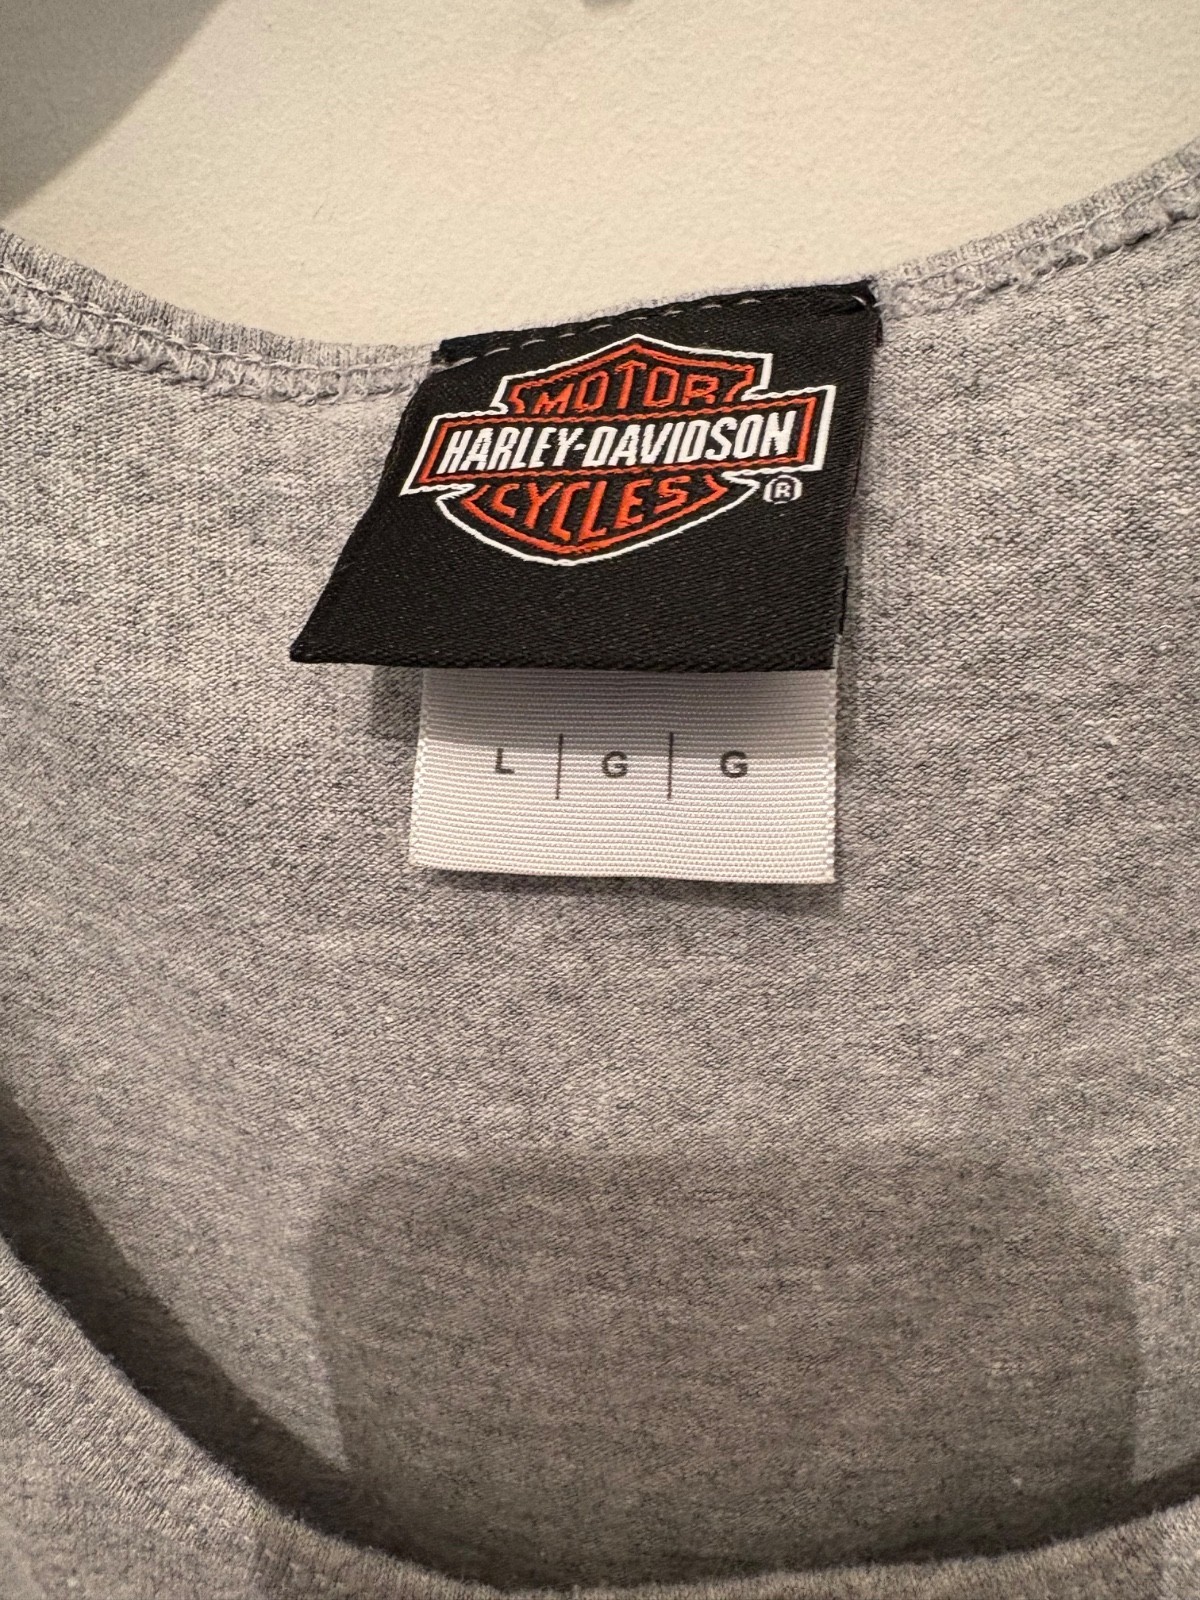 MOTOR
HARLEY-DAVIDSON
CYCLES ®
L | G | G